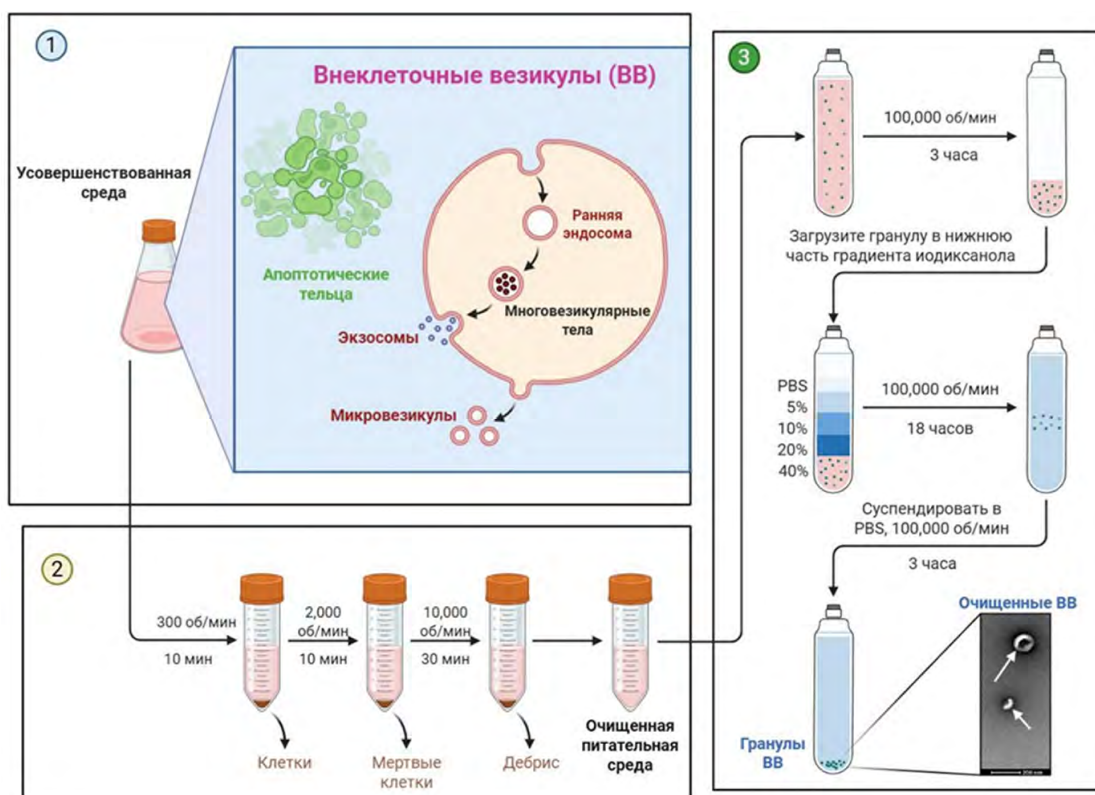 1
Внеклеточные везикулы (ВВ)
Усовершенствованная
среда
Апоптотические
тельца
Ранняя
эндосома
Многовезикулярные
тела
Экзосомы
Микровезикулы
2
300 об/мин
10 мин
2,000
об/мин
10 мин
10,000
об/мин
30 мин
Клетки
Мертвые
клетки
Дебрис
Очищенная
питательная
среда
3
100,000 об/мин
3 часа
Загрузите гранулу в нижнюю
часть градиента иодиксанола
PBS
5%
10%
20%
40%
100,000 об/мин
18 часов
Суспендировать в
PBS, 100,000 об/мин
3 часа
Очищенные ВВ
Гранулы
ВВ